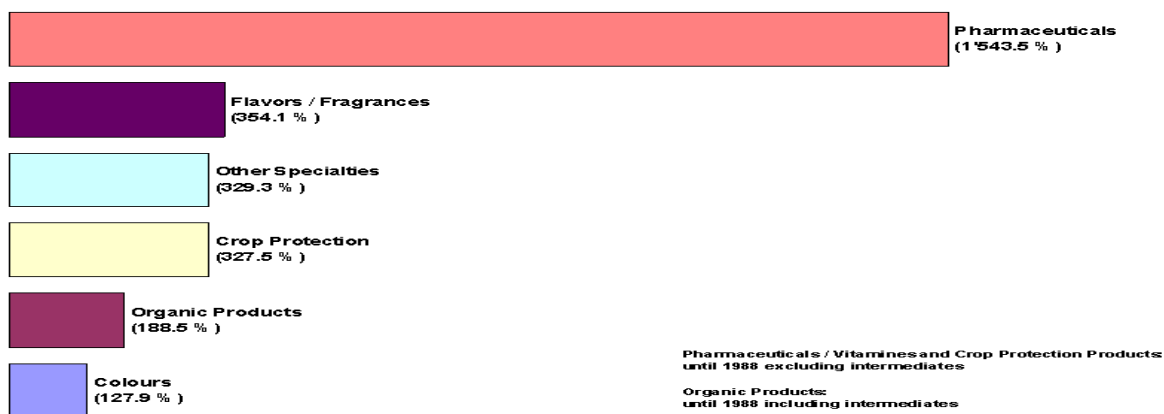 Pharmaceuticals
(1'543.5 % )
Flavors / Fragrances
(354.1 % )
Other Specialties
(329.3 % )
Crop Protection
(327.5 % )
Organic Products
(188.5 % )
Colours
(127.9 % )
Pharmaceuticals / Vitamines and Crop Protection Products:
until 1988 excluding intermediates
Organic Products:
until 1988 including intermediates